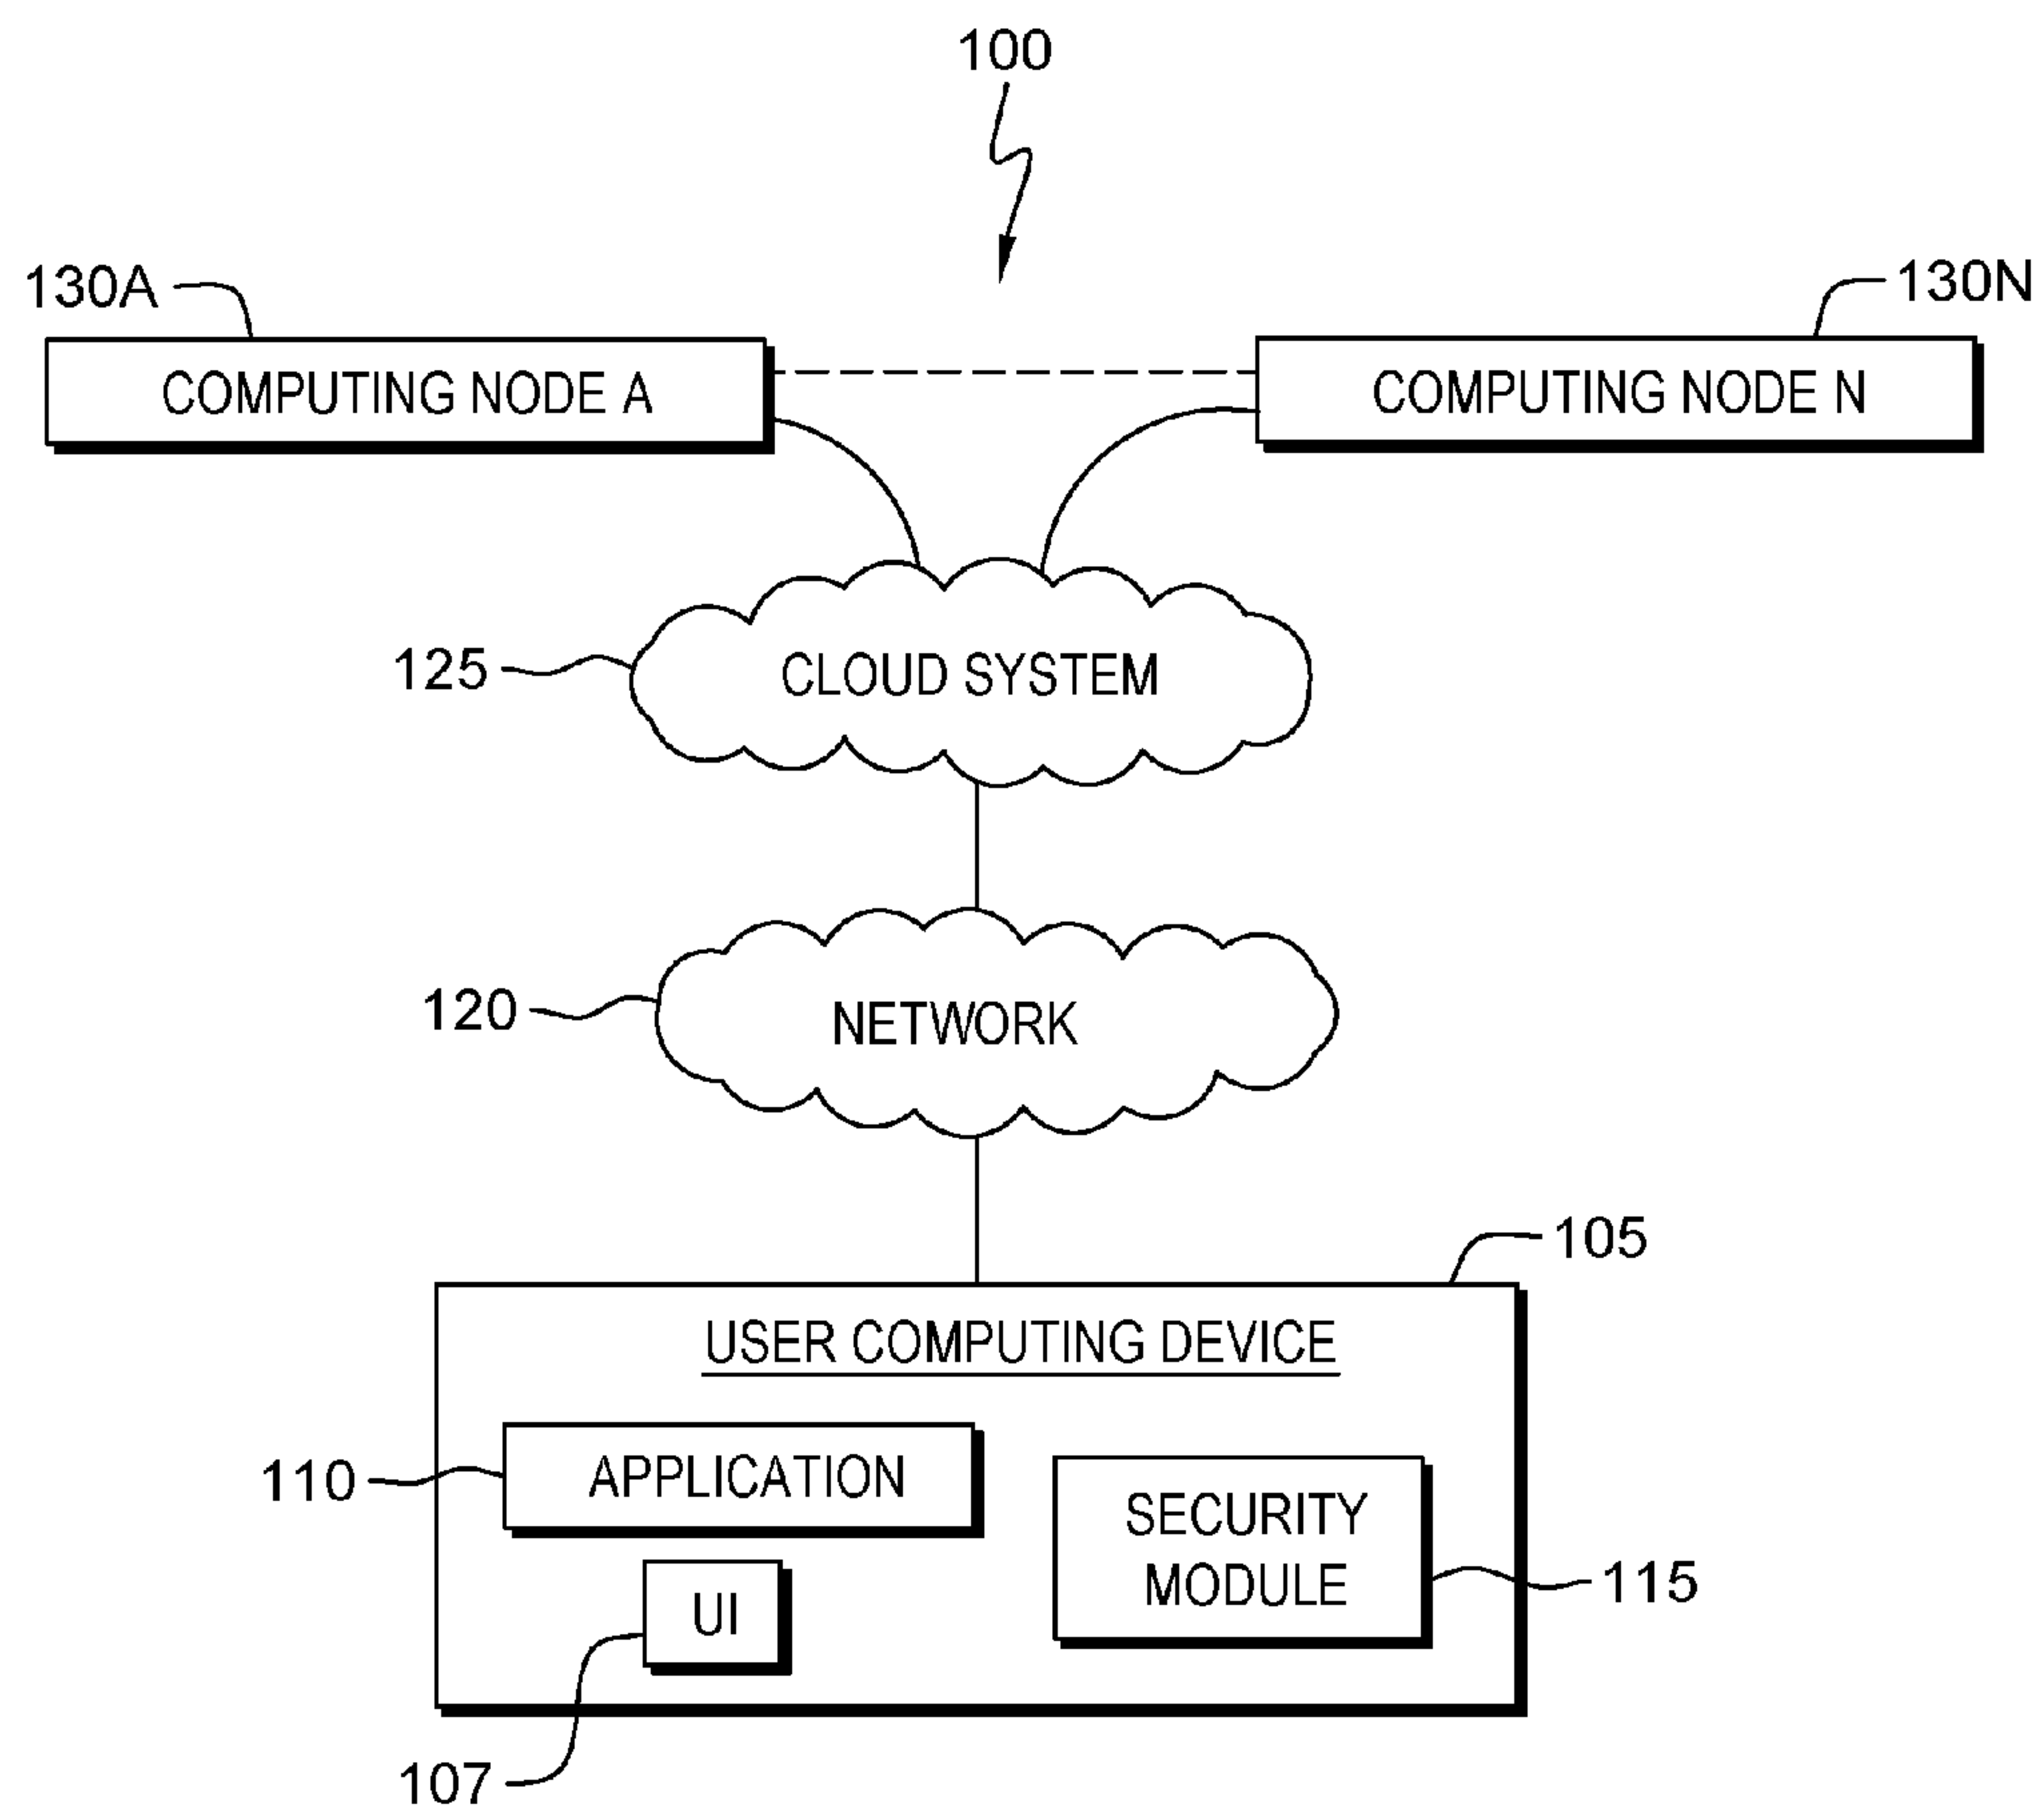 100
130A
130N
COMPUTING NODE A
COMPUTING NODE N
125
CLOUD SYSTEM
120
NETWORK
105
USER COMPUTING DEVICE
110
APPLICATION
SECURITY
MODULE
115
UI
107